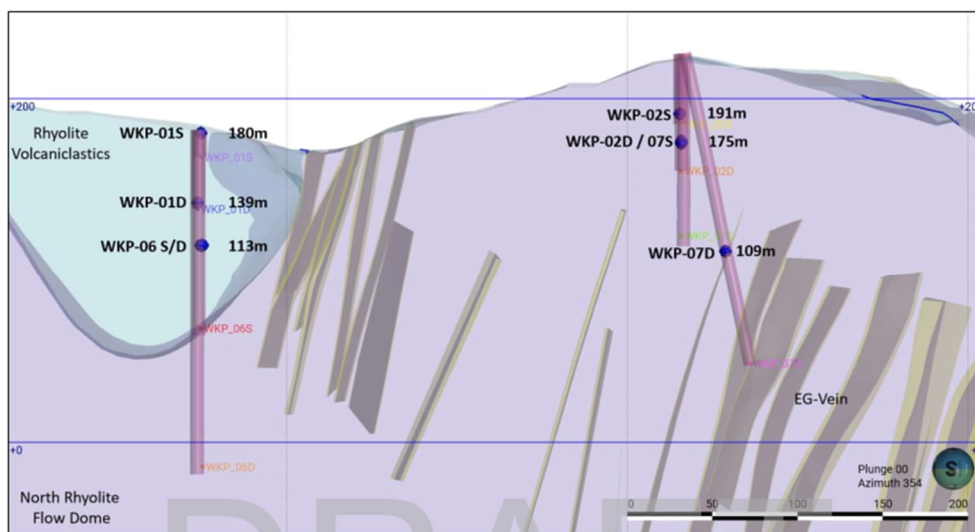 +200
+20
Rhyolite
Volcaniclastics
WKP-01S 180m
WKP_01S
WKP-01D 139m
WKP_01D
WKP-06 S/D 113m
WKP_06S
WKP_06D
WKP-02S 191m
WKP-02D / 07S 175m
WKP_02D
WKP-07D 109m
EG-Vein
+0
North Rhyolite
Flow Dome
Plunge 00
Azimuth 354
S
0 50 100 150 200